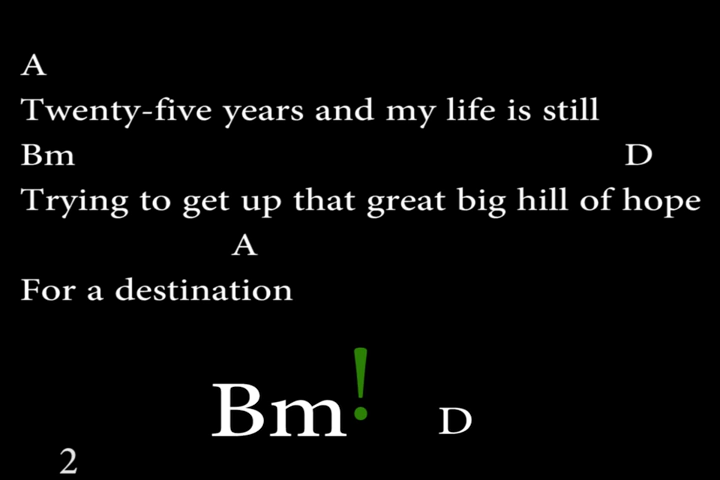 A
Twenty-five years and my life is still
Bm D
Trying to get up that great big hill of hope
A
For a destination
Bm! D
2